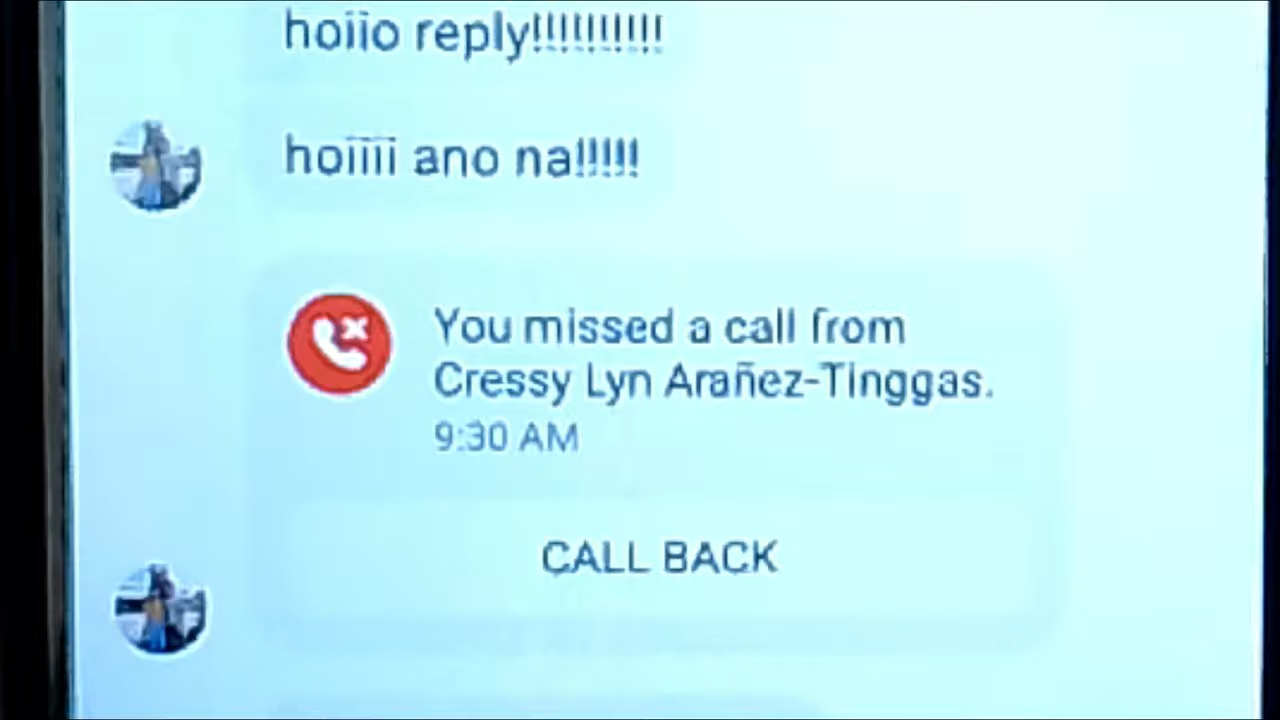 hoiio reply!!!!!!!!!!!
hoiiii ano na!!!!!
You missed a call from
Cressy Lyn Arañez-Tinggas.
9:30 AM
CALL BACK